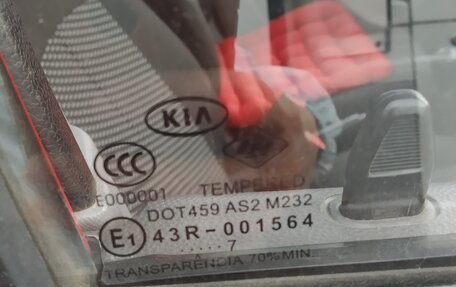 KIA
CCC
E000001 TEMPERED
DOT459 AS2 M232
E1 43R-001564
......7
TRANSPARÊNCIA 70%MIN.